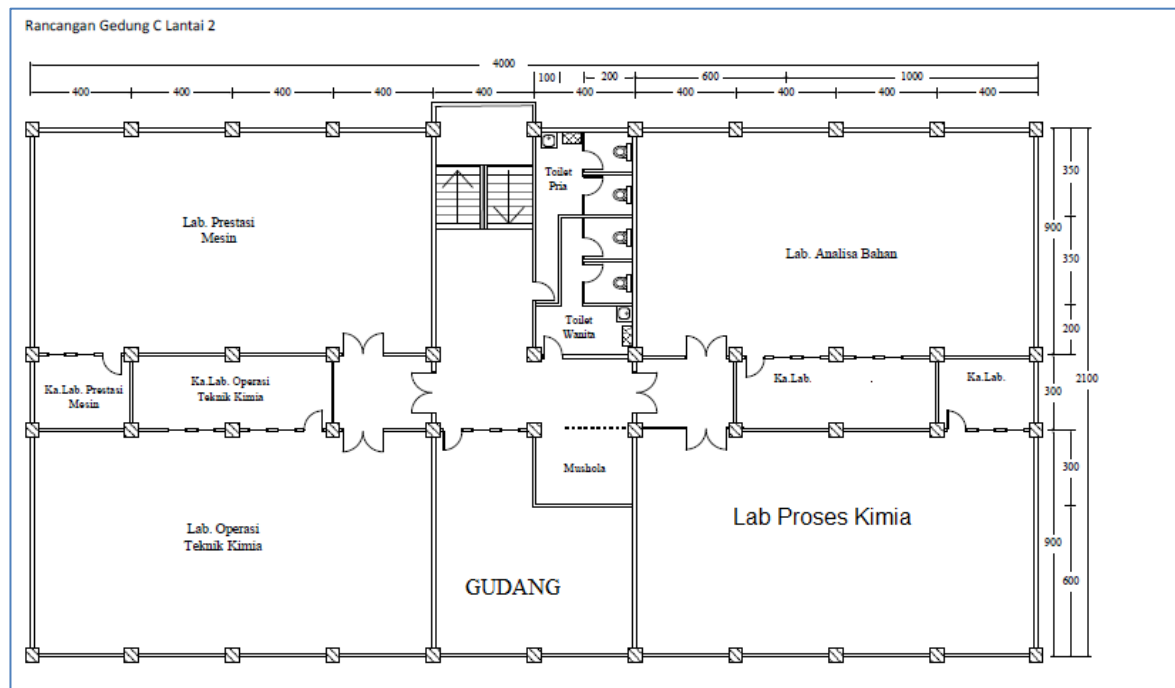 Rancangan Gedung C Lantai 2
4000
100
200
600
1000
400
400
400
400
400
400
400
400
400
Toilet
Pria
350
Lab. Prestasi
Mesin
900
Lab. Analisa Bahan
350
Toilet
Wanita
200
Ka.Lab. Prestasi
Mesin
Ka.Lab. Operasi
Teknik Kimia
Ka.Lab.
Ka.Lab.
300
2100
Mushola
300
Lab. Operasi
Teknik Kimia
Lab Proses Kimia
900
GUDANG
600